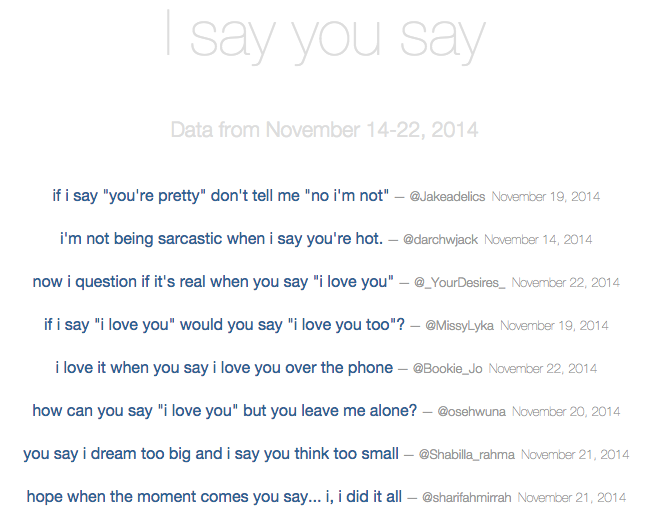 I say you say
Data from November 14-22, 2014
if i say "you're pretty" don't tell me "no i'm not" — @Jakeadelics November 19, 2014
i'm not being sarcastic when i say you're hot. — @darchwjack November 14, 2014
now i question if it's real when you say "i love you" — @_YourDesires_ November 22, 2014
if i say "i love you" would you say "i love you too"? — @MissyLyka November 19, 2014
i love it when you say i love you over the phone — @Bookie_Jo November 22, 2014
how can you say "i love you" but you leave me alone? — @osehwuna November 20, 2014
you say i dream too big and i say you think too small — @Shabilla_rahma November 21, 2014
hope when the moment comes you say... i, i did it all — @sharifahmirrah November 21, 2014